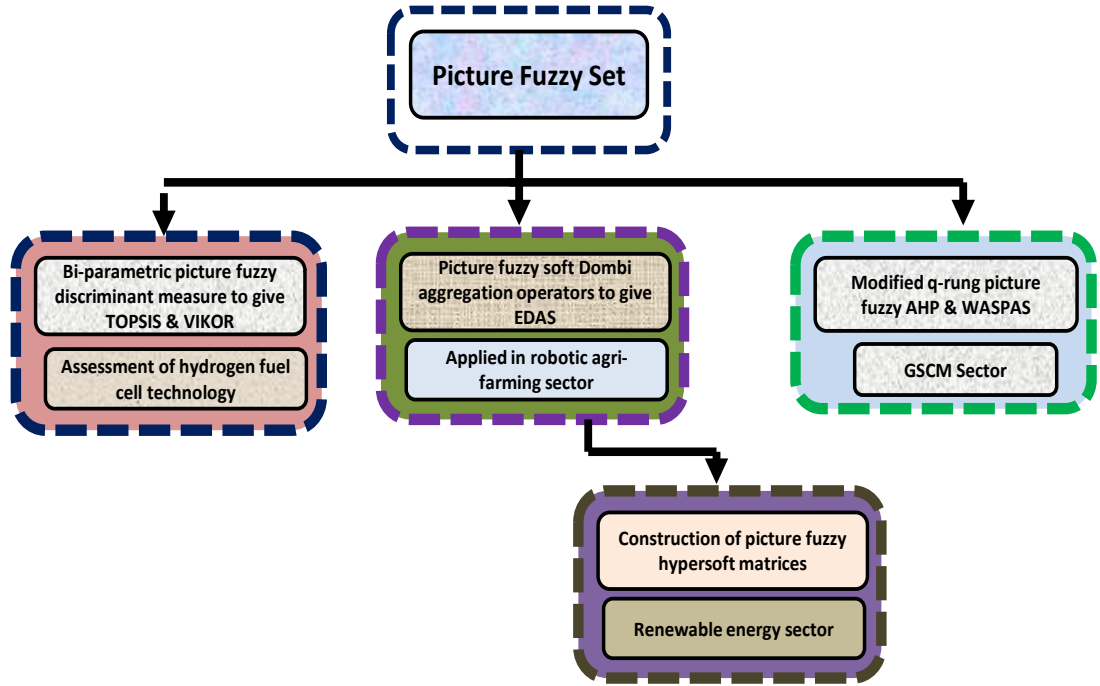 Picture Fuzzy Set
Bi-parametric picture fuzzy
discriminant measure to give
TOPSIS & VIKOR
Assessment of hydrogen fuel
cell technology
Picture fuzzy soft Dombi
aggregation operators to give
EDAS
Applied in robotic agri-
farming sector
Modified q-rung picture
fuzzy AHP & WASPAS
GSCM Sector
Construction of picture fuzzy
hypersoft matrices
Renewable energy sector